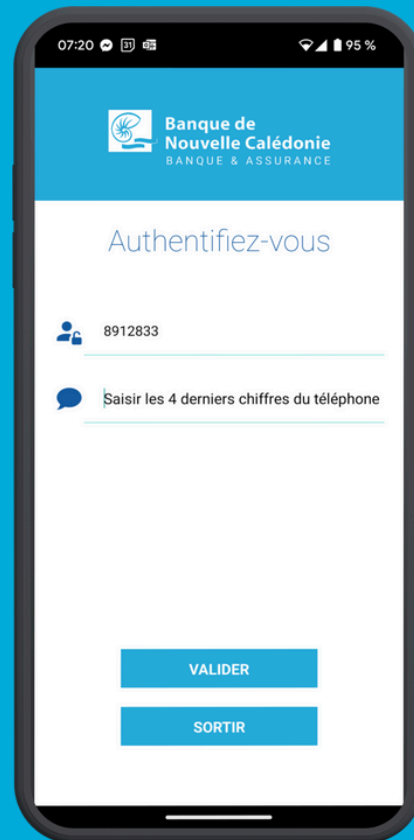 07:20 31 95 %
Banque de
Nouvelle Calédonie
BANQUE & ASSURANCE
Authentifiez-vous
8912833
Saisir les 4 derniers chiffres du téléphone
VALIDER
SORTIR